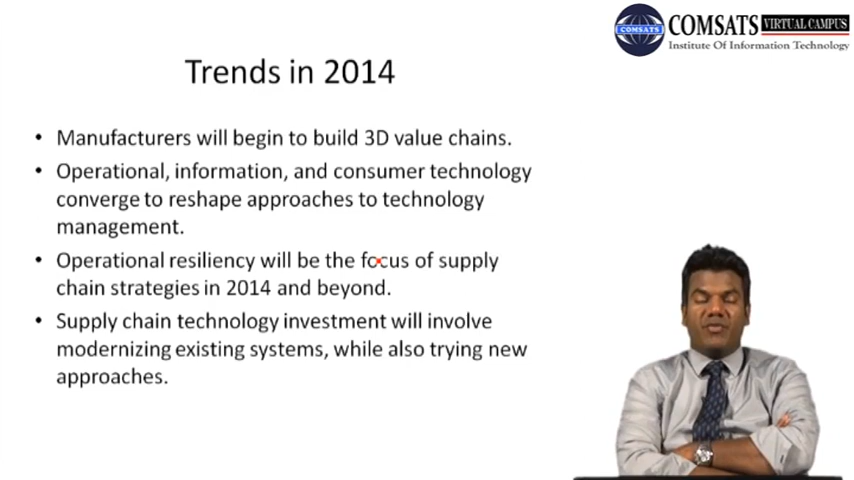 COMSATS
COMSATS VIRTUAL CAMPUS
Institute Of Information Technology
Trends in 2014
• Manufacturers will begin to build 3D value chains.
• Operational, information, and consumer technology
converge to reshape approaches to technology
management.
• Operational resiliency will be the focus of supply
chain strategies in 2014 and beyond.
• Supply chain technology investment will involve
modernizing existing systems, while also trying new
approaches.